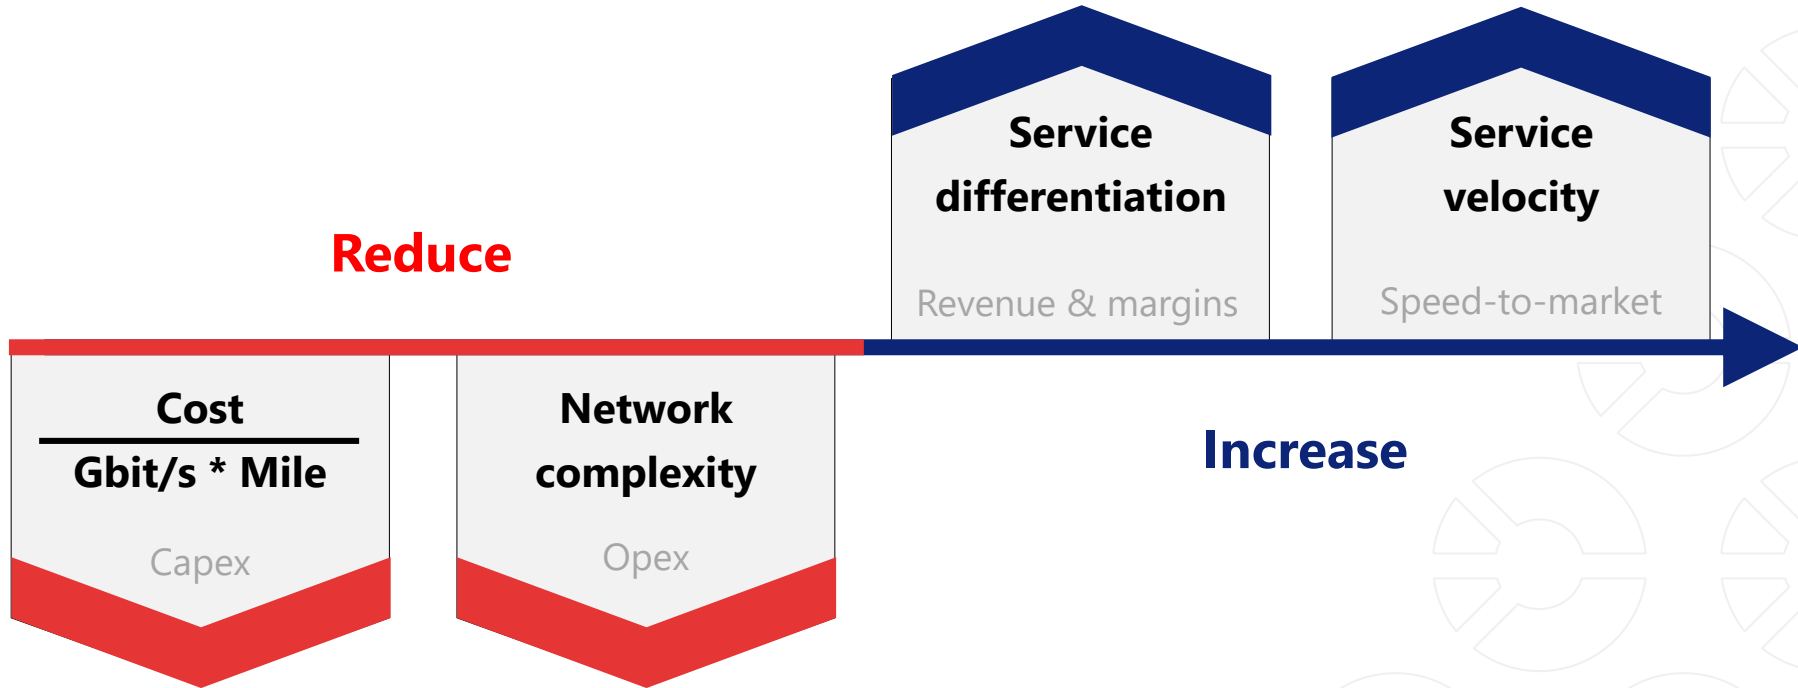 Reduce
Cost
Gbit/s * Mile
Capex
Network
complexity
Opex
Service
differentiation
Revenue & margins
Service
velocity
Speed-to-market
Increase